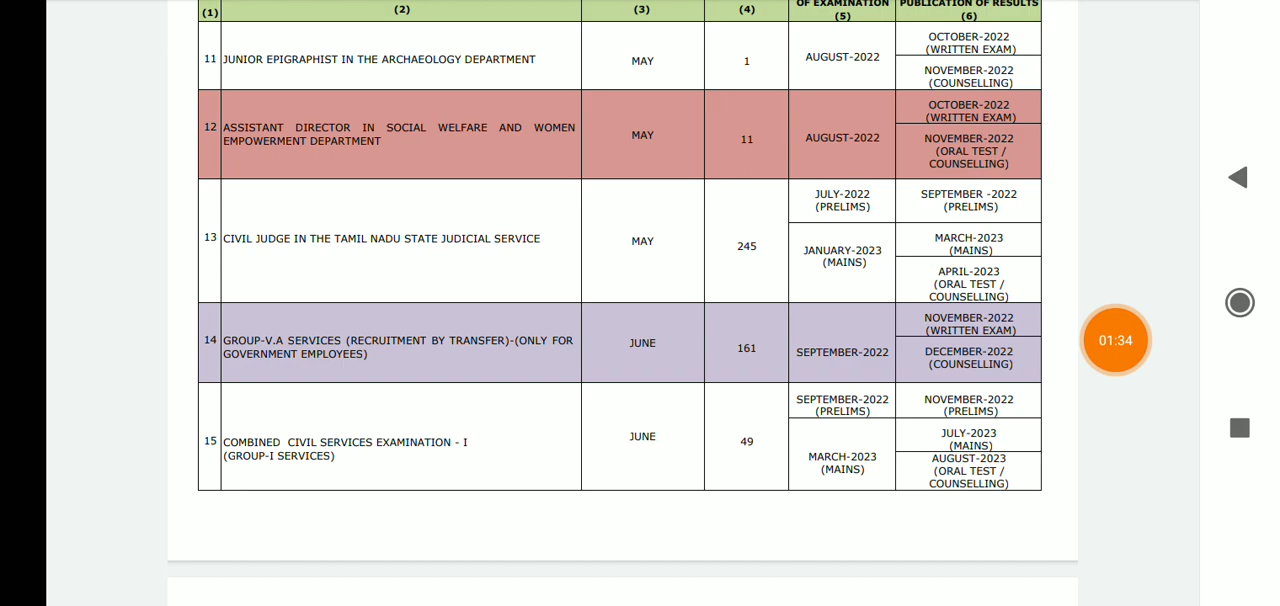 OF EXAMINATION
PUBLICATION OF RESULTS
(1)
(2)
(3)
(4)
(5)
(6)
11
JUNIOR EPIGRAPHIST IN THE ARCHAEOLOGY DEPARTMENT
MAY
1
AUGUST-2022
OCTOBER-2022
(WRITTEN EXAM)
NOVEMBER-2022
(COUNSELLING)
12
ASSISTANT DIRECTOR IN SOCIAL WELFARE AND WOMEN
EMPOWERMENT DEPARTMENT
MAY
11
AUGUST-2022
OCTOBER-2022
(WRITTEN EXAM)
NOVEMBER-2022
(ORAL TEST /
COUNSELLING)
13
CIVIL JUDGE IN THE TAMIL NADU STATE JUDICIAL SERVICE
MAY
245
JULY-2022
(PRELIMS)
JANUARY-2023
(MAINS)
SEPTEMBER -2022
(PRELIMS)
MARCH-2023
(MAINS)
APRIL-2023
(ORAL TEST /
COUNSELLING)
14
GROUP-V.A SERVICES (RECRUITMENT BY TRANSFER)-(ONLY FOR
GOVERNMENT EMPLOYEES)
JUNE
161
SEPTEMBER-2022
NOVEMBER-2022
(WRITTEN EXAM)
DECEMBER-2022
(COUNSELLING)
15
COMBINED CIVIL SERVICES EXAMINATION - I
(GROUP-I SERVICES)
JUNE
49
SEPTEMBER-2022
(PRELIMS)
MARCH-2023
(MAINS)
NOVEMBER-2022
(PRELIMS)
JULY-2023
(MAINS)
AUGUST-2023
(ORAL TEST /
COUNSELLING)
01:34